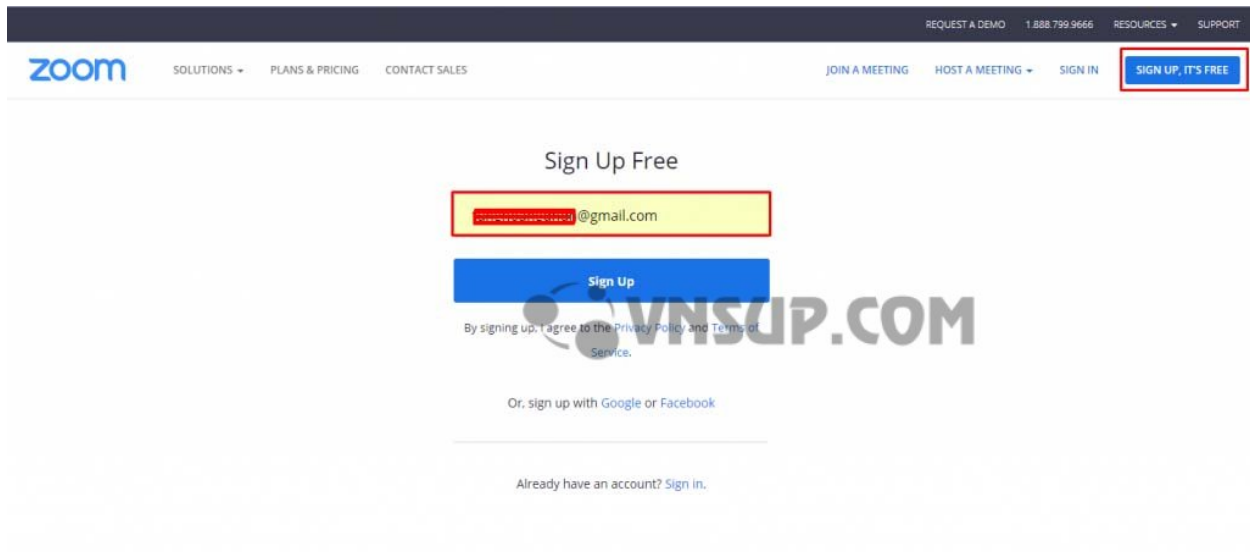 REQUEST A DEMO 1.888.799.9666 RESOURCES SUPPORT
zoom SOLUTIONS PLANS & PRICING CONTACT SALES JOIN A MEETING HOST A MEETING SIGN IN SIGN UP, IT'S FREE
Sign Up Free
@gmail.com
Sign Up
VNSUP.COM
By signing up, I agree to the Privacy Policy and Terms of
Service.
Or, sign up with Google or Facebook
Already have an account? Sign in.